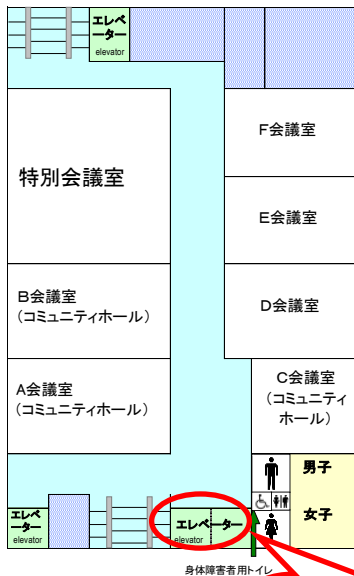 エレベ
ーター
elevator
F会議室
特別会議室
E会議室
B会議室
(コミュニティホール)
D会議室
A会議室
(コミュニティホール)
C会議室
(コミュニティ
ホール)
男子
女子
エレベ
ーター
elevator
エレベーター
elevator
身体障害者用トイレ